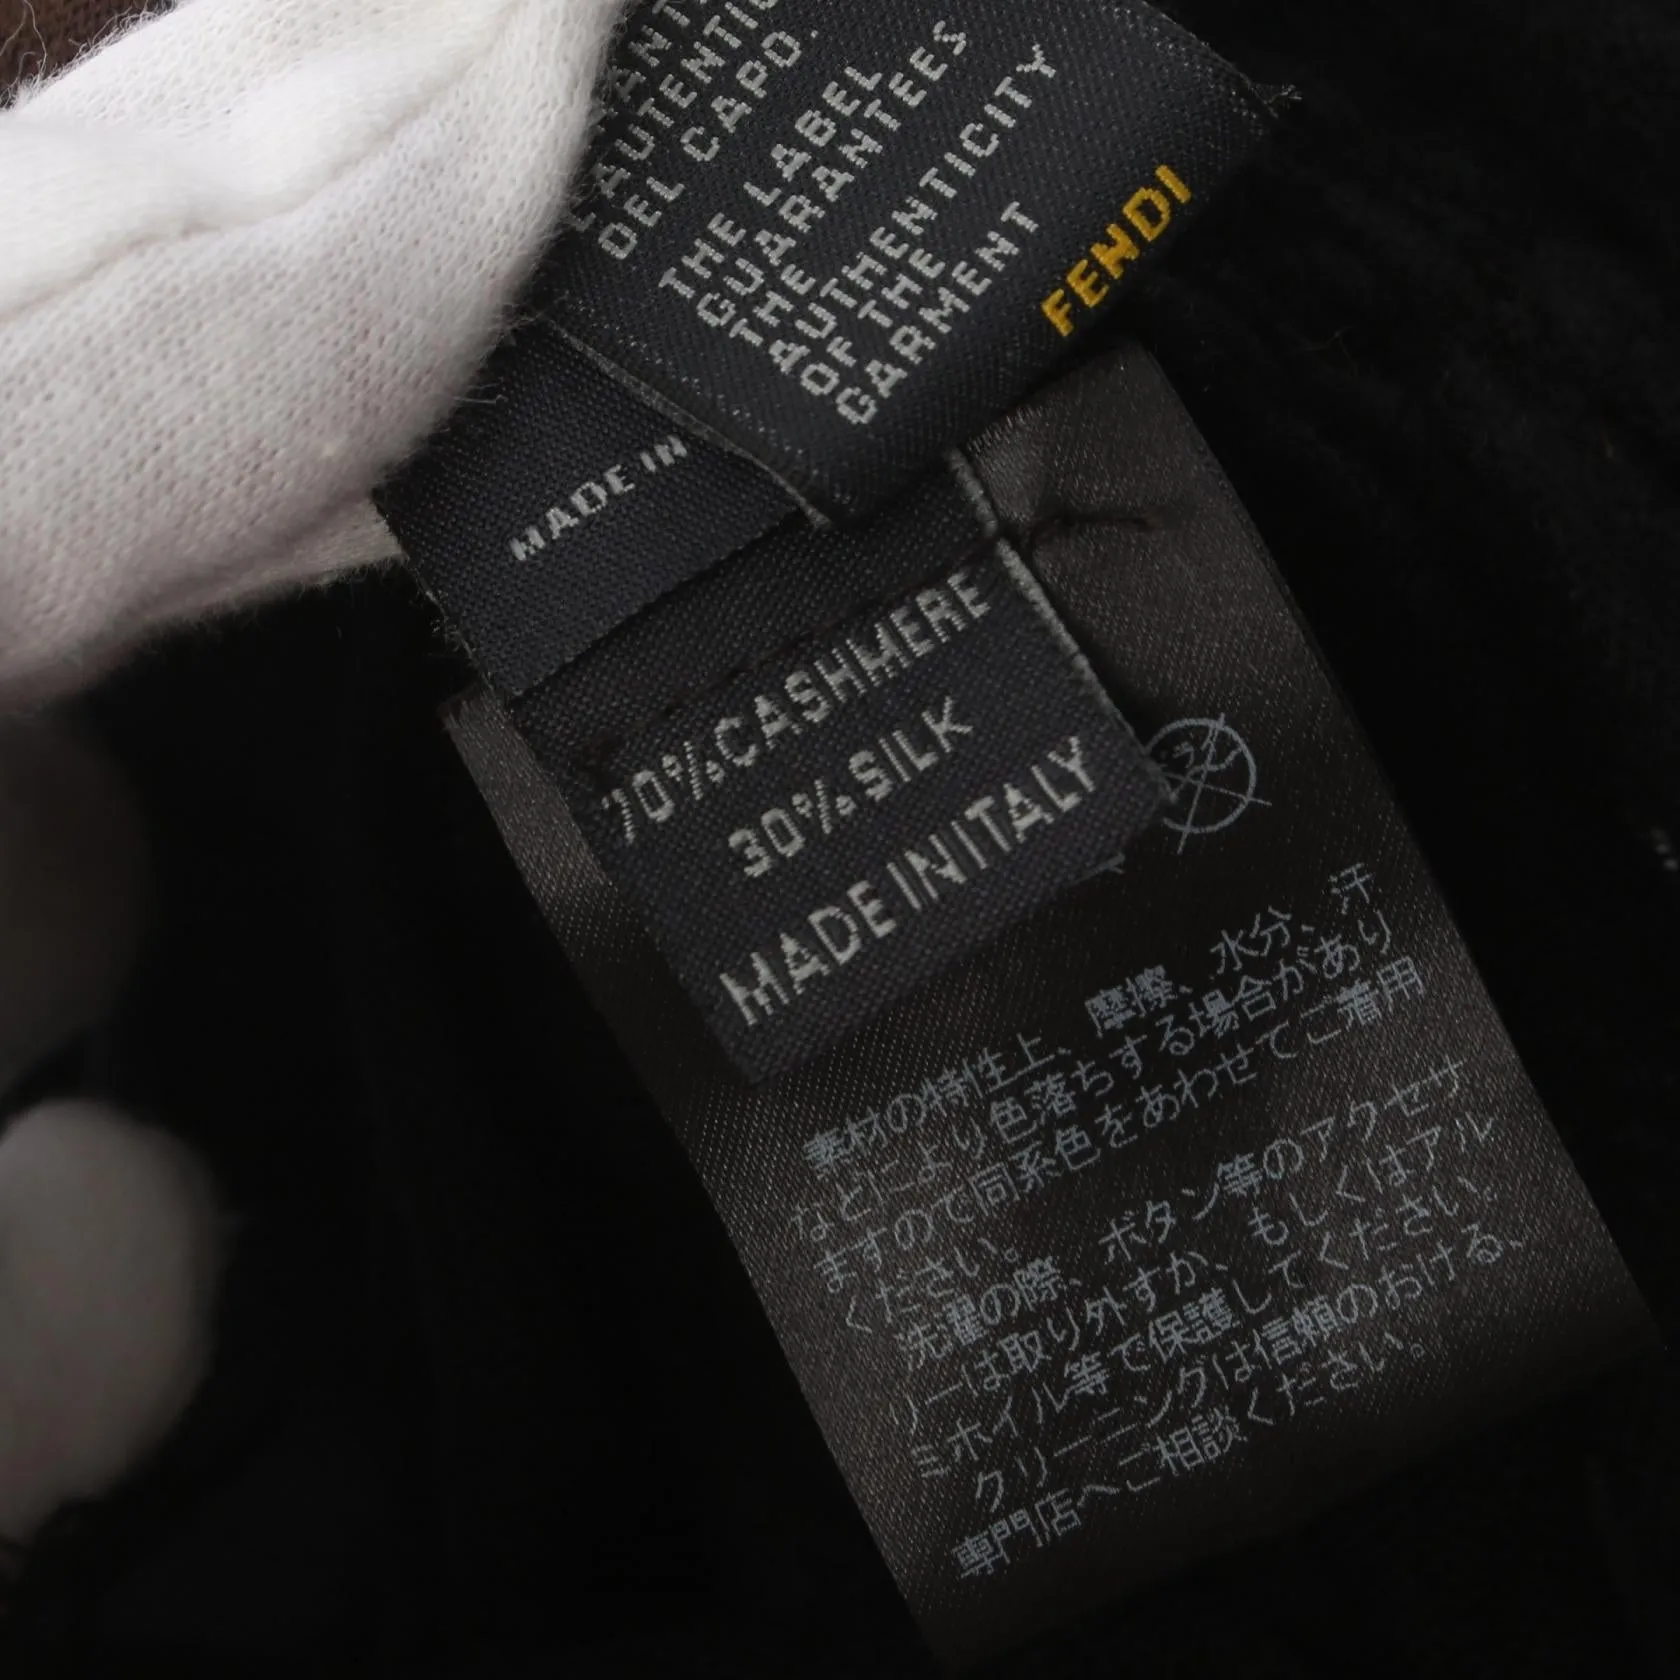 L'AUTENTICITÀ
DEL CAPO.
THE LABEL
GUARANTEES
THE
AUTHENTICITY
OF THE
GARMENT
FENDI
MADE IN
70%CASHMERE
30%SILK
MADE IN ITALY
ドライ
素材の特性上、摩擦、水分、汗
などにより色落ちする場合があり
ますので同系色をあわせてご着用
ください。
洗濯の際、ボタン等のアクセサ
リーは取り外すか、もしくはアル
ミホイル等で保護してください。
クリーニングは信頼のおける、
専門店へご相談ください。